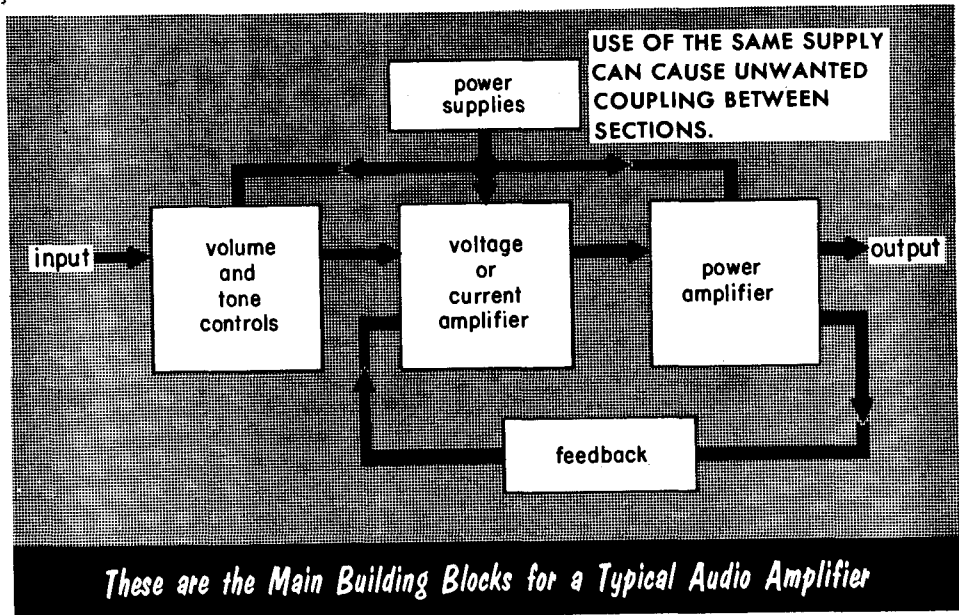 USE OF THE SAME SUPPLY
CAN CAUSE UNWANTED
COUPLING BETWEEN
SECTIONS.
power
supplies
input
volume
and
tone
controls
voltage
or
current
amplifier
power
amplifier
output
feedback
These are the Main Building Blocks for a Typical Audio Amplifier